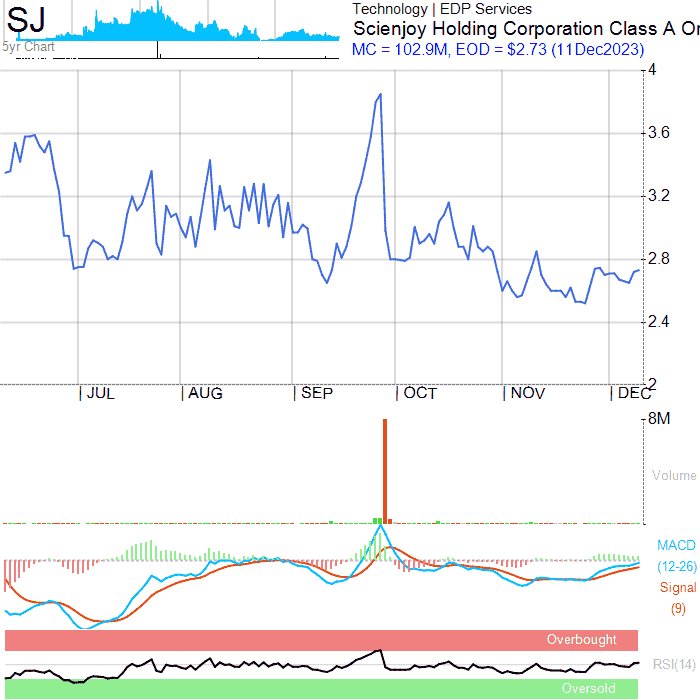 SJ
5yr Chart
Technology | EDP Services
Scienjoy Holding Corporation Class A Or
MC = 102.9M, EOD = $2.73 (11Dec2023)
4
3.6
3.2
2.8
2.4
2
JUL AUG SEP OCT NOV DEC
8M
Volume
MACD
(12-26)
Signal
(9)
Overbought
RSI(14)
Oversold